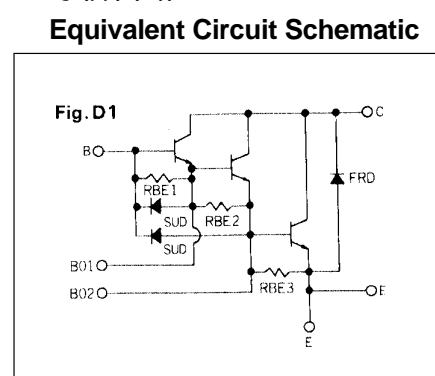 Equivalent Circuit Schematic
Fig. D1
C
B
RBE1
FRD
SUD
RBE2
SUD
B01
RBE3
B02
E
E